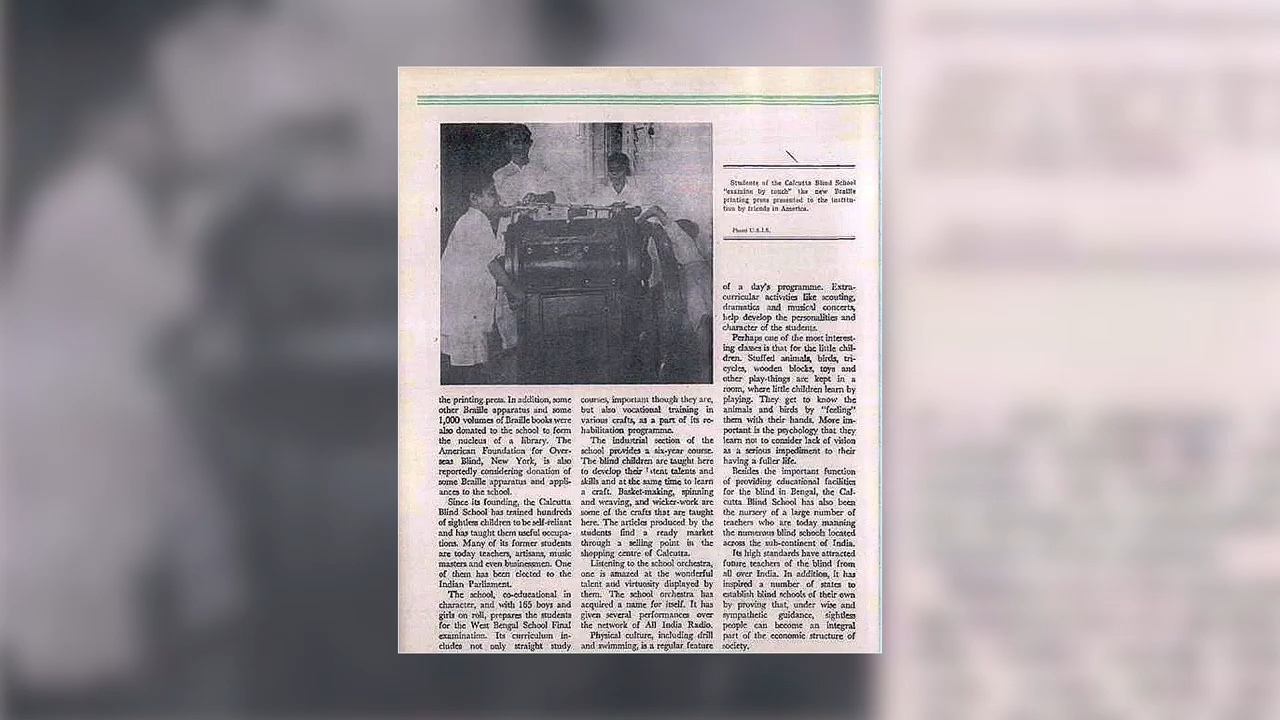 Students of the Calcutta Blind School
"examine by touch" the new Braille
printing press presented to the institu-
tion by friends in America.
Photo U.S.I.S.
the printing press. In addition, some
other Braille apparatus and some
1,000 volumes of Braille books were
also donated to the school to form
the nucleus of a library. The
American Foundation for Over-
seas Blind, New York, is also
reportedly considering donation of
some Braille apparatus and appli-
ances to the school.
Since its founding, the Calcutta
Blind School has trained hundreds
of sightless children to be self-reliant
and has taught them useful occupa-
tions. Many of its former students
are today teachers, artisans, music
masters and even businessmen. One
of them has been elected to the
Indian Parliament.
The school, co-educational in
character, and with 165 boys and
girls on roll, prepares the students
for the West Bengal School Final
examination. Its curriculum in-
cludes not only straight study
courses, important though they are,
but also vocational training in
various crafts, as a part of its re-
habilitation programme.
The industrial section of the
school provides a six-year course.
The blind children are taught here
to develop their latent talents and
skills and at the same time to learn
a craft. Basket-making, spinning
and weaving, and wicker-work are
some of the crafts that are taught
here. The articles produced by the
students find a ready market
through a selling point in the
shopping centre of Calcutta.
Listening to the school orchestra,
one is amazed at the wonderful
talent and virtuosity displayed by
them. The school orchestra has
acquired a name for itself. It has
given several performances over
the network of All India Radio.
Physical culture, including drill
and swimming, is a regular feature
of a day's programme. Extra-
curricular activities like scouting,
dramatics and musical concerts,
help develop the personalities and
character of the students.
Perhaps one of the most interest-
ing classes is that for the little chil-
dren. Stuffed animals, birds, tri-
cycles, wooden blocks, toys and
other play-things are kept in a
room, where little children learn by
playing. They get to know the
animals and birds by "feeling"
them with their hands. More im-
portant is the psychology that they
learn not to consider lack of vision
as a serious impediment to their
having a fuller life.
Besides the important function
of providing educational facilities
for the blind in Bengal, the Cal-
cutta Blind School has also been
the nursery of a large number of
teachers who are today manning
the numerous blind schools located
across the sub-continent of India.
Its high standards have attracted
future teachers of the blind from
all over India. In addition, it has
inspired a number of states to
establish blind schools of their own
by proving that, under wise and
sympathetic guidance, sightless
people can become an integral
part of the economic structure of
society.